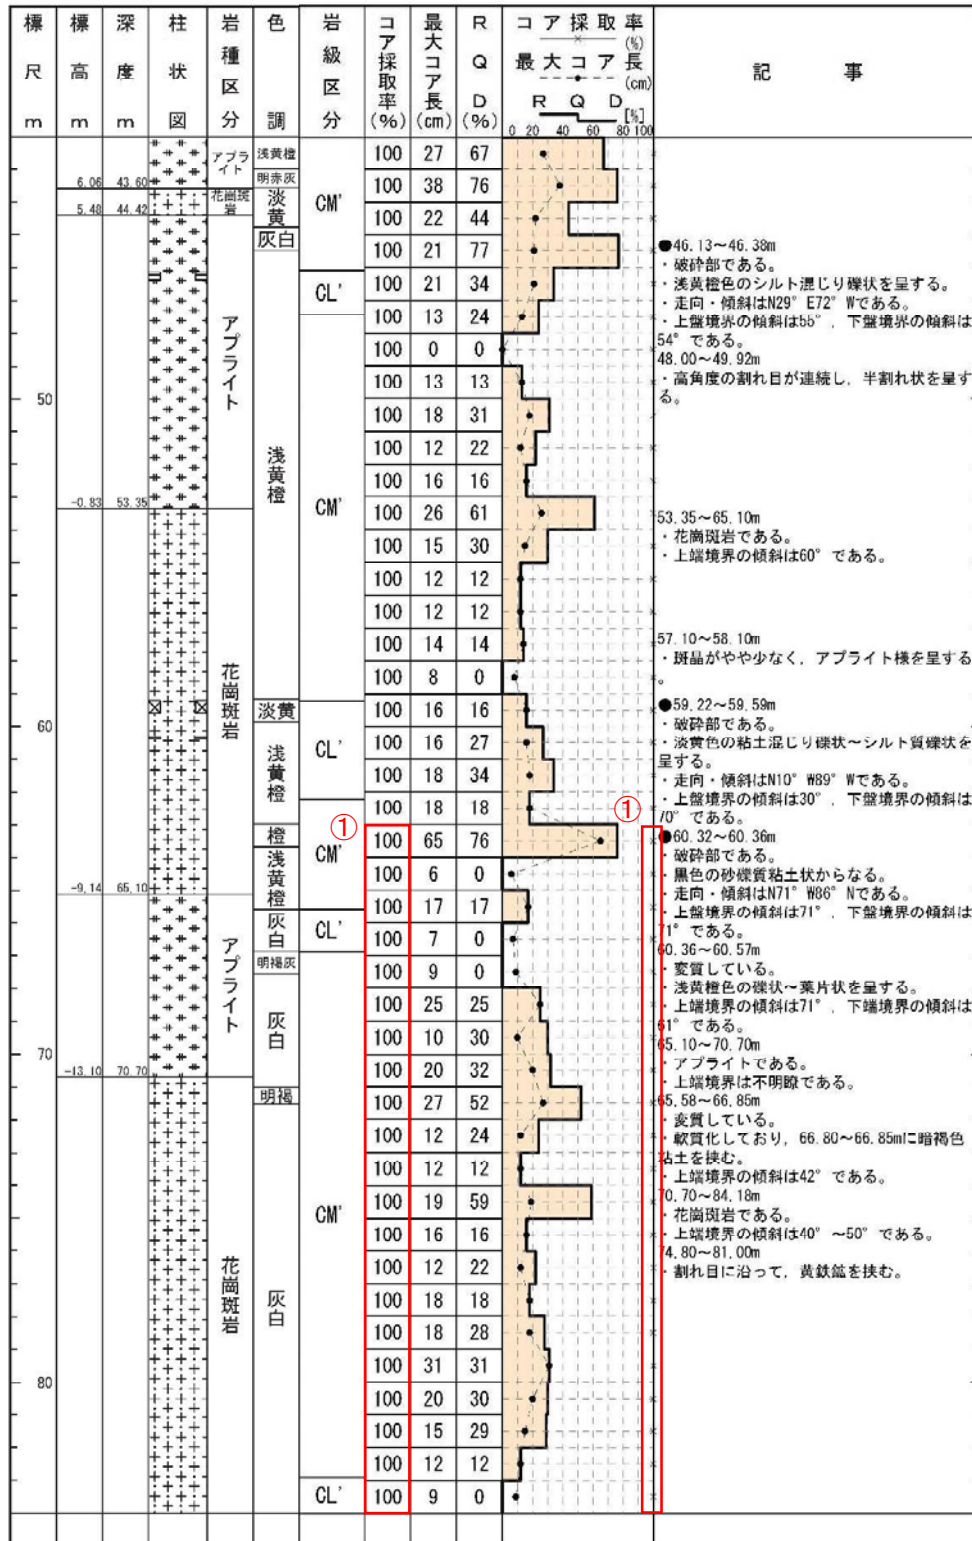 標尺m
標高m
深度m
柱状図
岩種区分
色調
岩級区分
コア採取率(%)
最大コア長(cm)
RQD(%)
コア採取率(%)
最大コア長(cm)
RQD[%]
0 20 40 60 80 100
記事
50
60
70
80
6.06 43.60
5.48 44.42
-0.83 53.35
-9.14 65.10
-13.10 70.70
アプライト
花崗斑岩
アプライト
花崗斑岩
アプライト
花崗斑岩
浅黄橙
明赤灰
淡黄
灰白
浅黄橙
淡黄
浅黄橙
橙
浅黄橙
灰白
明褐灰
灰白
明褐
灰白
CM'
CL'
CM'
CL'
CM'
CL'
CM'
CL'
100 27 67
100 38 76
100 22 44
100 21 77
100 21 34
100 13 24
100 0 0
100 13 13
100 18 31
100 12 22
100 16 16
100 26 61
100 15 30
100 12 12
100 12 12
100 14 14
100 8 0
100 16 16
100 16 27
100 18 34
100 18 18
① ①
100 65 76
100 6 0
100 17 17
100 7 0
100 9 0
100 25 25
100 10 30
100 20 32
100 27 52
100 12 24
100 12 12
100 19 59
100 16 16
100 12 22
100 18 18
100 18 28
100 31 31
100 20 30
100 15 29
100 12 12
100 9 0
●46.13～46.38m
・破砕部である。
・浅黄橙色のシルト混じり礫状を呈する。
・走向・傾斜はN29°E72°Wである。
・上盤境界の傾斜は55°，下盤境界の傾斜は
54°である。
48.00～49.92m
・高角度の割れ目が連続し，半割れ状を呈す
る。
53.35～65.10m
・花崗斑岩である。
・上端境界の傾斜は60°である。
57.10～58.10m
・斑晶がやや少なく，アプライト様を呈する
。
●59.22～59.59m
・破砕部である。
・淡黄色の粘土混じり礫状～シルト質礫状を
呈する。
・走向・傾斜はN10°W89°Wである。
・上盤境界の傾斜は30°，下盤境界の傾斜は
70°である。
●60.32～60.36m
・破砕部である。
・黒色の砂礫質粘土状からなる。
・走向・傾斜はN71°W86°Nである。
・上盤境界の傾斜は71°，下盤境界の傾斜は
71°である。
60.36～60.57m
・変質している。
・浅黄橙色の礫状～葉片状を呈する。
・上端境界の傾斜は71°，下端境界の傾斜は
61°である。
65.10～70.70m
・アプライトである。
・上端境界は不明瞭である。
65.58～66.85m
・変質している。
・軟質化しており，66.80～66.85mに暗褐色
粘土を挟む。
・上端境界の傾斜は42°である。
70.70～84.18m
・花崗斑岩である。
・上端境界の傾斜は40°～50°である。
74.80～81.00m
・割れ目に沿って，黄鉄鉱を挟む。